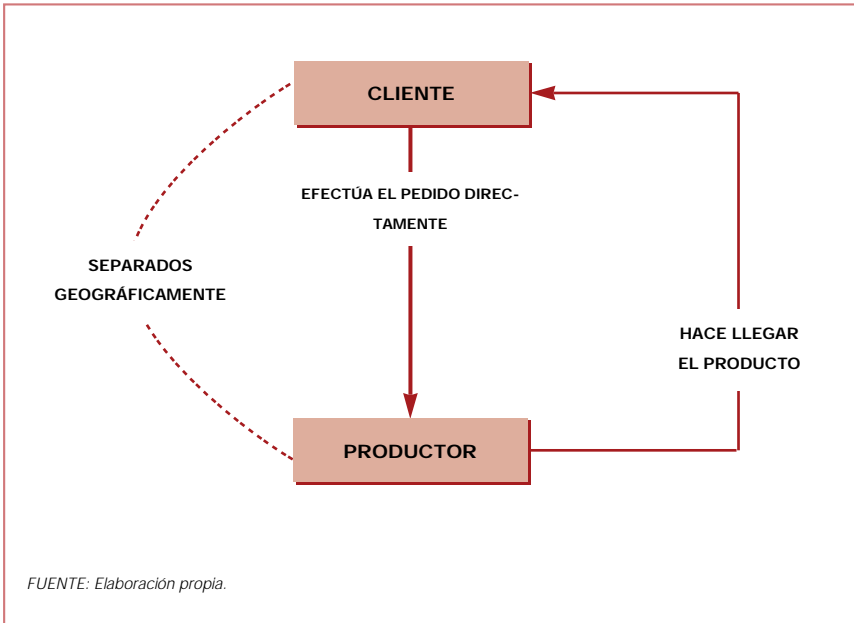 CLIENTE
EFECTÚA EL PEDIDO DIREC-
TAMENTE
SEPARADOS
GEOGRÁFICAMENTE
HACE LLEGAR
EL PRODUCTO
PRODUCTOR
FUENTE: Elaboración propia.